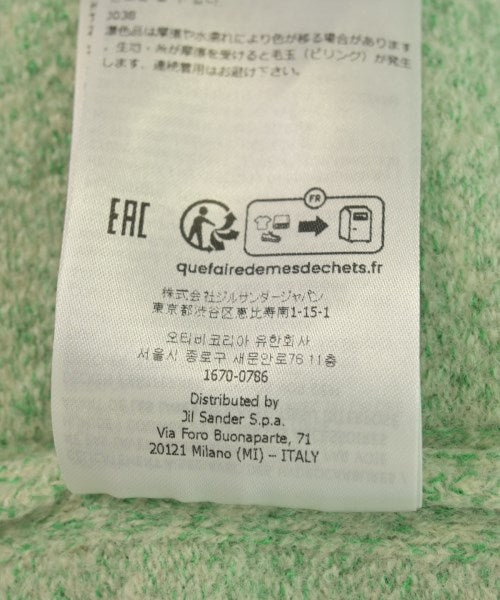 0038
濃色品は摩擦や水濡れにより色が移る場合があります
。生地・糸が摩擦を受けると毛玉（ピリング）が発生
します、連続着用はお避け下さい。
EAC
FR
quefairedemesdechets.fr
株式会社ジルサンダージャパン
東京都渋谷区恵比寿南1-15-1
오티비코리아 유한회사
서울시 종로구 새문안로76 11층
1670-0786
Distributed by
Jil Sander S.p.a.
Via Foro Buonaparte, 71
20121 Milano (MI) – ITALY